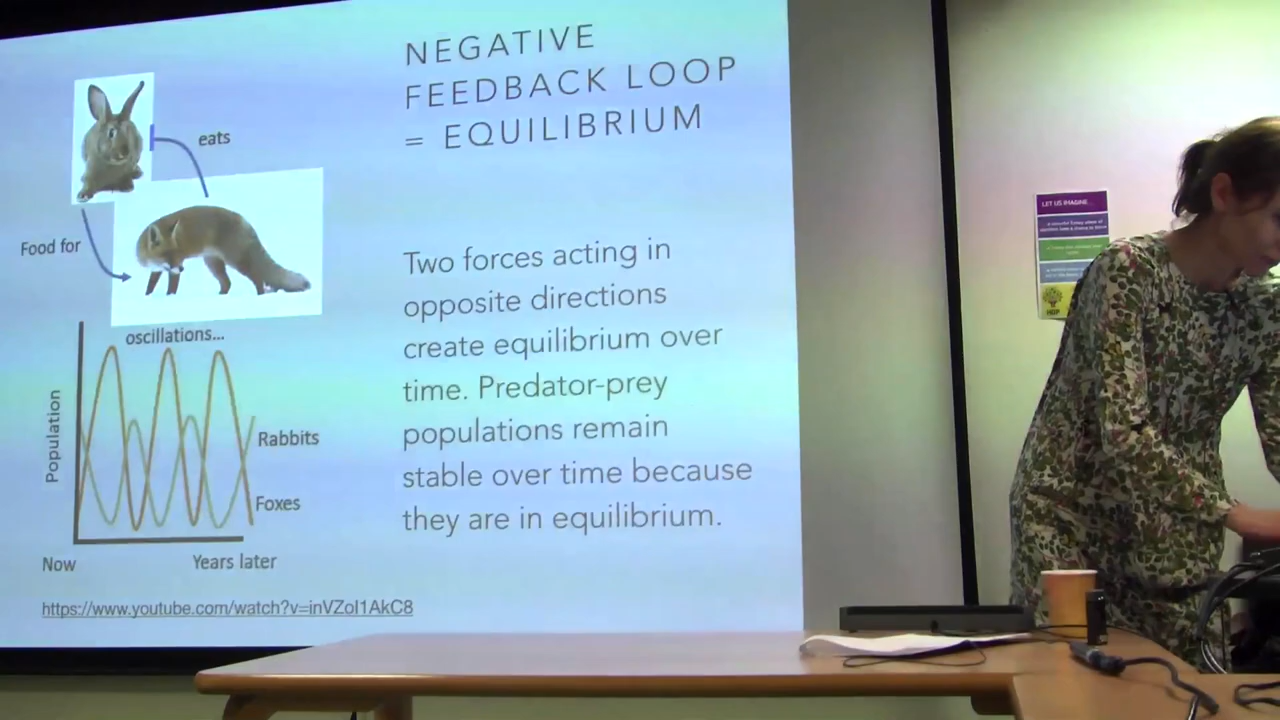 NEGATIVE
FEEDBACK LOOP
= EQUILIBRIUM
eats
Food for
oscillations...
Population
Rabbits
Foxes
Now
Years later
https://www.youtube.com/watch?v=inVZoI1AkC8
Two forces acting in
opposite directions
create equilibrium over
time. Predator-prey
populations remain
stable over time because
they are in equilibrium.
LET US IMAGINE...